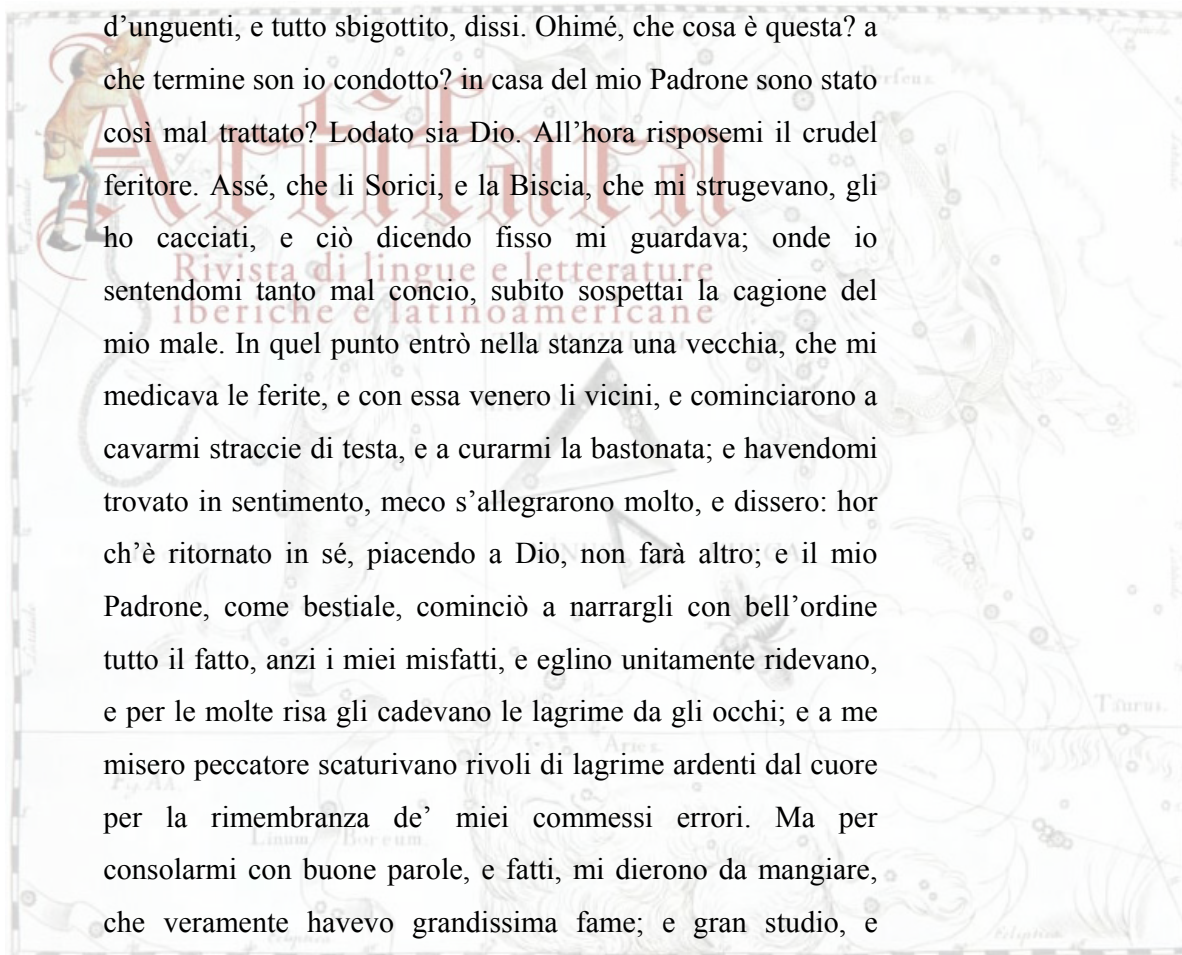 d'unguenti, e tutto sbigottito, dissi. Ohimé, che cosa è questa? a
che termine son io condotto? in casa del mio Padrone sono stato
così mal trattato? Lodato sia Dio. All'hora risposemi il crudel
feritore. Assé, che li Sorici, e la Biscia, che mi strugevano, gli
ho cacciati, e ciò dicendo fisso mi guardava; onde io
sentendomi tanto mal concio, subito sospettai la cagione del
mio male. In quel punto entrò nella stanza una vecchia, che mi
medicava le ferite, e con essa venero li vicini, e cominciarono a
cavarmi straccie di testa, e a curarmi la bastonata; e havendomi
trovato in sentimento, meco s'allegrarono molto, e dissero: hor
ch'è ritornato in sé, piacendo a Dio, non farà altro; e il mio
Padrone, come bestiale, cominciò a narrargli con bell'ordine
tutto il fatto, anzi i miei misfatti, e eglino unitamente ridevano,
e per le molte risa gli cadevano le lagrime da gli occhi; e a me
misero peccatore scaturivano rivoli di lagrime ardenti dal cuore
per la rimembranza de' miei commessi errori. Ma per
consolarmi con buone parole, e fatti, mi dierono da mangiare,
che veramente havevo grandissima fame; e gran studio, e
Artifara
Rivista di lingue e letterature
iberiche e latinoamericane
Perseus
Taurus.
Aries.
Fig. AA.
Linum Boreum.
Ecliptica